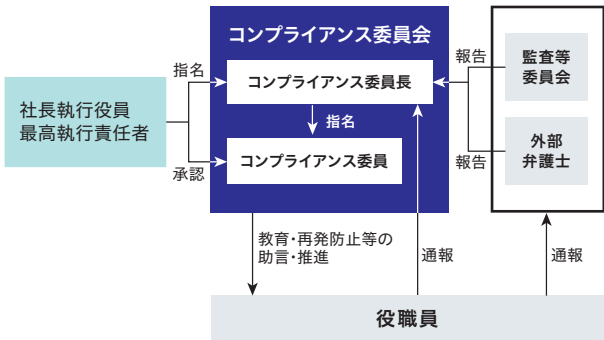 コンプライアンス委員会
報告
監査等
委員会
指名
コンプライアンス委員長
社長執行役員
最高執行責任者
指名
外部
弁護士
コンプライアンス委員
報告
承認
教育・再発防止等の
助言・推進
通報
通報
役職員